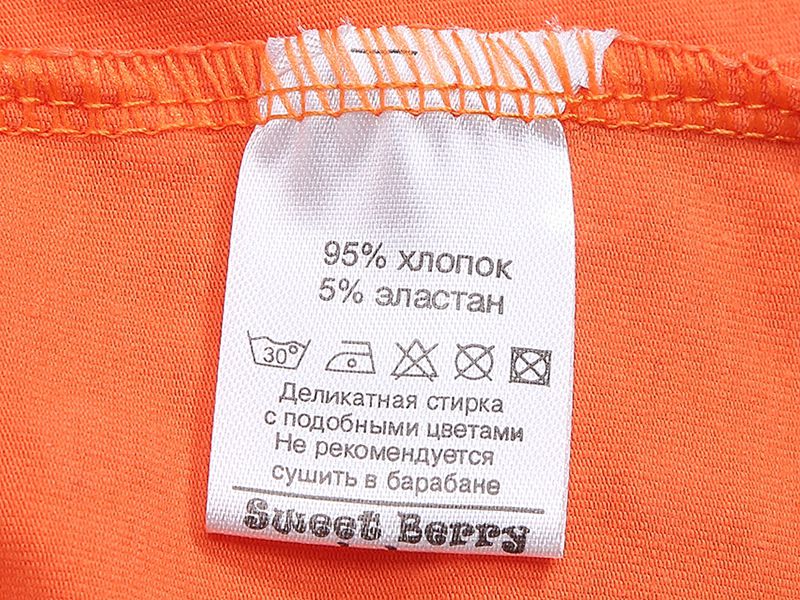 95% хлопок
5% эластан
30°
Деликатная стирка
с подобными цветами
Не рекомендуется
сушить в барабане
Sweet Berry